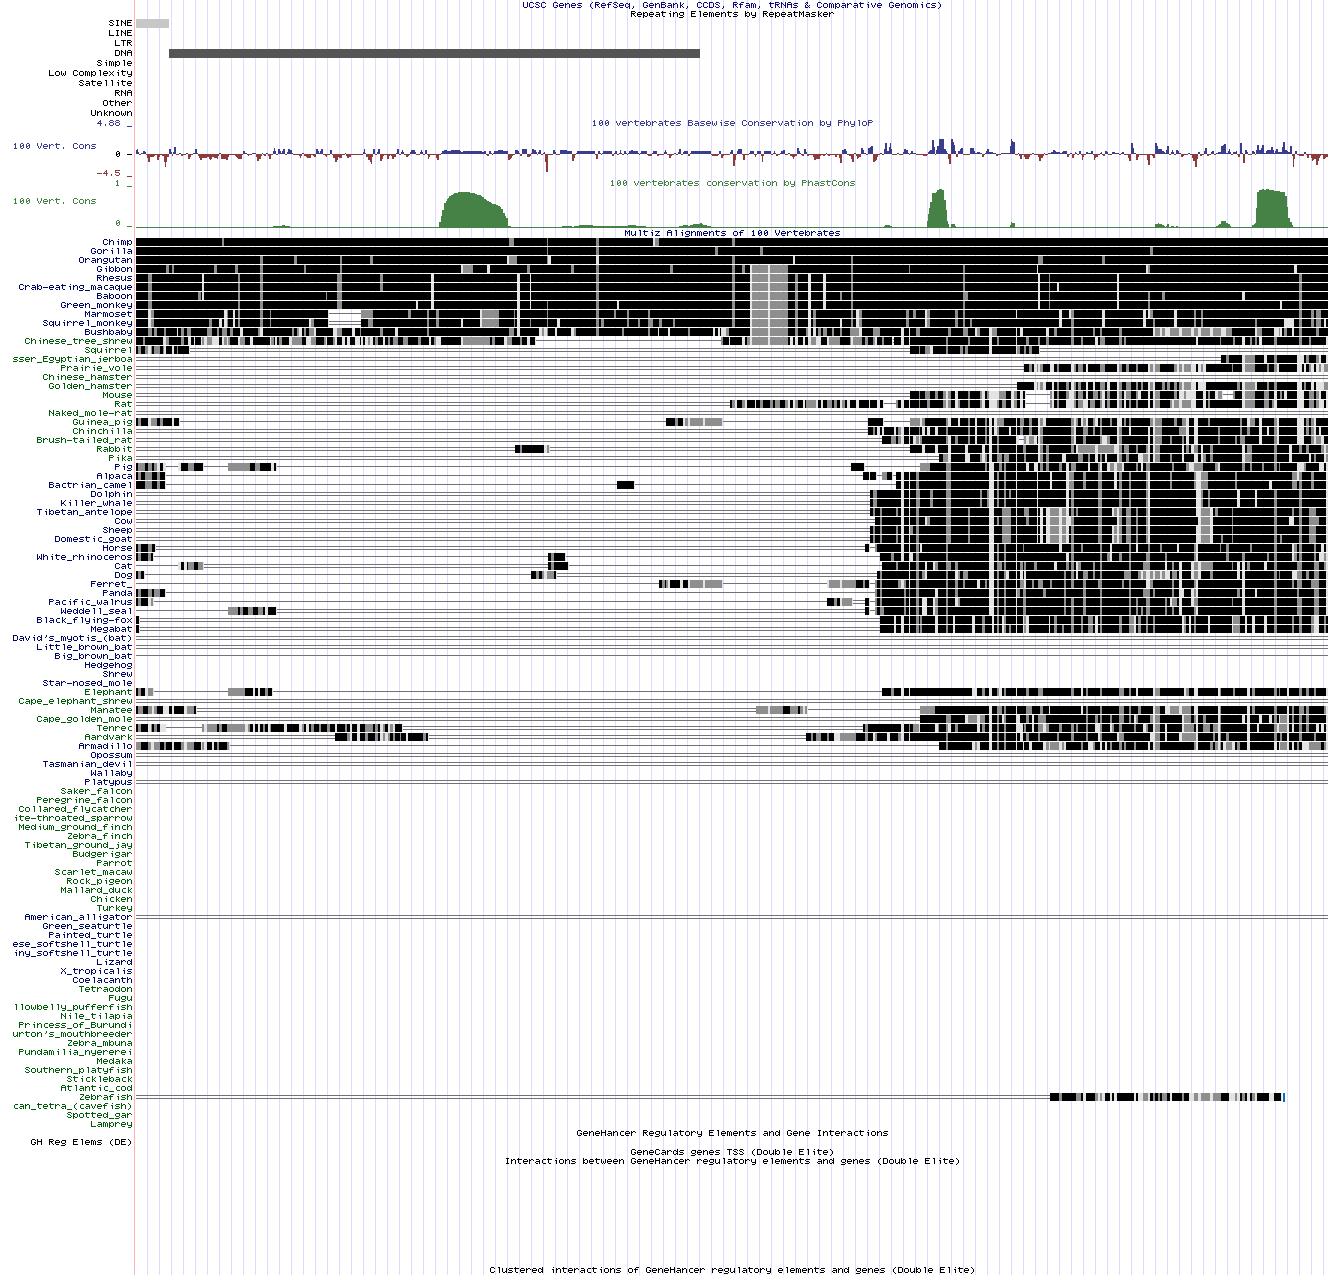 UCSC Genes (RefSeq, GenBank, CCDS, Rfam, tRNAs & Comparative Genomics)
Repeating Elements by RepeatMasker
SINE
LINE
LTR
DNA
Simple
Low Complexity
Satellite
RNA
Other
Unknown
4.88 _
100 vertebrates Basewise Conservation by PhyloP
100 Vert. Cons
0 _
-4.5 _
100 vertebrates conservation by PhastCons
1 _
100 Vert. Cons
0 _
Multiz Alignments of 100 Vertebrates
Chimp
Gorilla
Orangutan
Gibbon
Rhesus
Crab-eating_macaque
Baboon
Green_monkey
Marmoset
Squirrel_monkey
Bushbaby
Chinese_tree_shrew
Squirrel
sser_Egyptian_jerboa
Prairie_vole
Chinese_hamster
Golden_hamster
Mouse
Rat
Naked_mole-rat
Guinea_pig
Chinchilla
Brush-tailed_rat
Rabbit
Pika
Pig
Alpaca
Bactrian_camel
Dolphin
Killer_whale
Tibetan_antelope
Cow
Sheep
Domestic_goat
Horse
White_rhinoceros
Cat
Dog
Ferret_
Panda
Pacific_walrus
Weddell_seal
Black_flying-fox
Megabat
David's_myotis_(bat)
Little_brown_bat
Big_brown_bat
Hedgehog
Shrew
Star-nosed_mole
Elephant
Cape_elephant_shrew
Manatee
Cape_golden_mole
Tenrec
Aardvark
Armadillo
Opossum
Tasmanian_devil
Wallaby
Platypus
Saker_falcon
Peregrine_falcon
Collared_flycatcher
ite-throated_sparrow
Medium_ground_finch
Zebra_finch
Tibetan_ground_jay
Budgerigar
Parrot
Scarlet_macaw
Rock_pigeon
Mallard_duck
Chicken
Turkey
American_alligator
Green_seaturtle
Painted_turtle
ese_softshell_turtle
iny_softshell_turtle
Lizard
X_tropicalis
Coelacanth
Tetraodon
Fugu
llowbelly_pufferfish
Nile_tilapia
Princess_of_Burundi
urton's_mouthbreeder
Zebra_mbuna
Pundamilia_nyererei
Medaka
Southern_platyfish
Stickleback
Atlantic_cod
Zebrafish
can_tetra_(cavefish)
Spotted_gar
Lamprey
GeneHancer Regulatory Elements and Gene Interactions
GH Reg Elems (DE)
GeneCards genes TSS (Double Elite)
Interactions between GeneHancer regulatory elements and genes (Double Elite)
Clustered interactions of GeneHancer regulatory elements and genes (Double Elite)